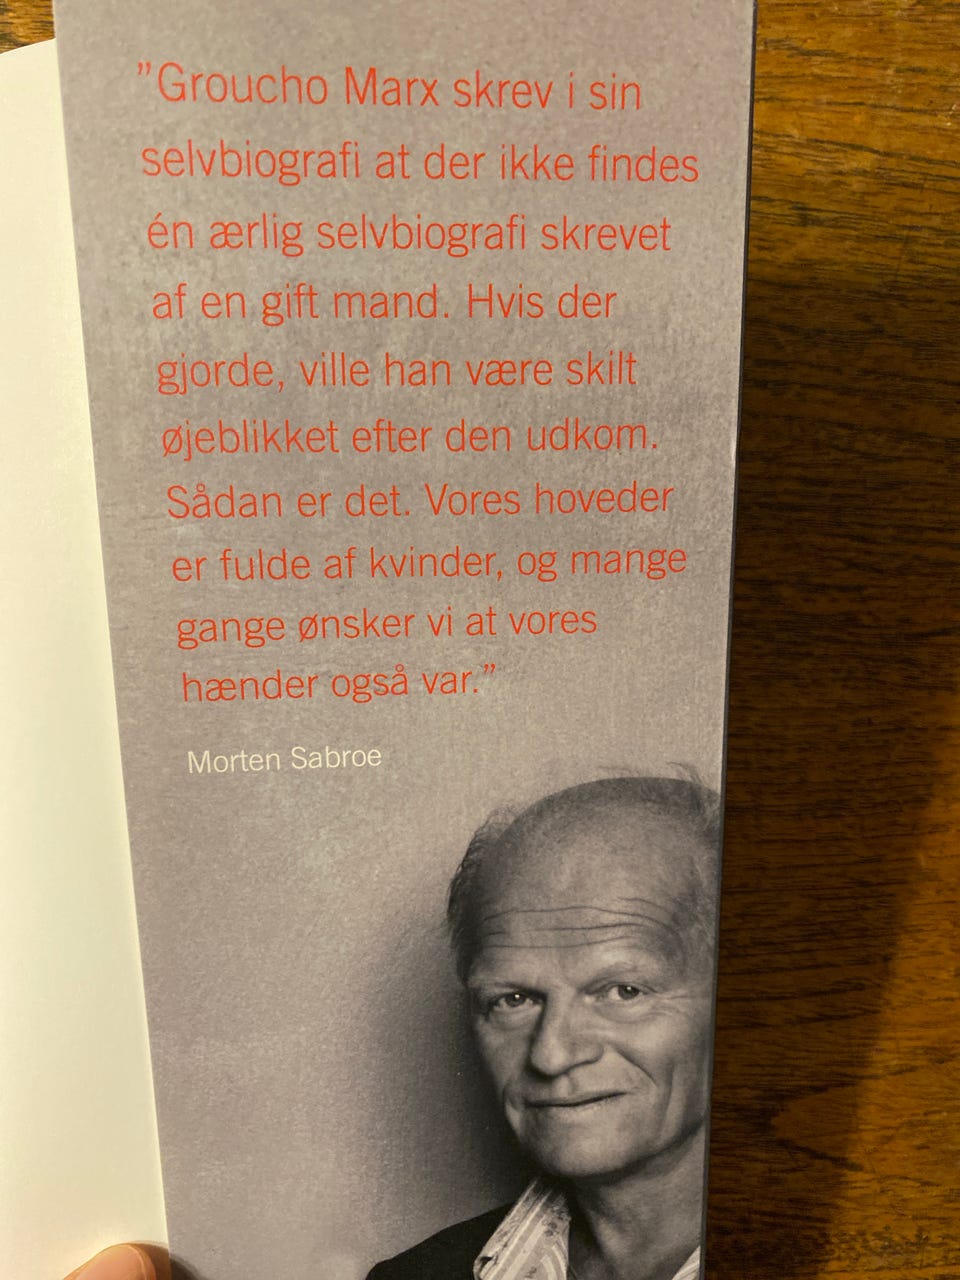 ”Groucho Marx skrev i sin
selvbiografi at der ikke findes
én ærlig selvbiografi skrevet
af en gift mand. Hvis der
gjorde, ville han være skilt
øjeblikket efter den udkom.
Sådan er det. Vores hoveder
er fulde af kvinder, og mange
gange ønsker vi at vores
hænder også var.”
Morten Sabroe